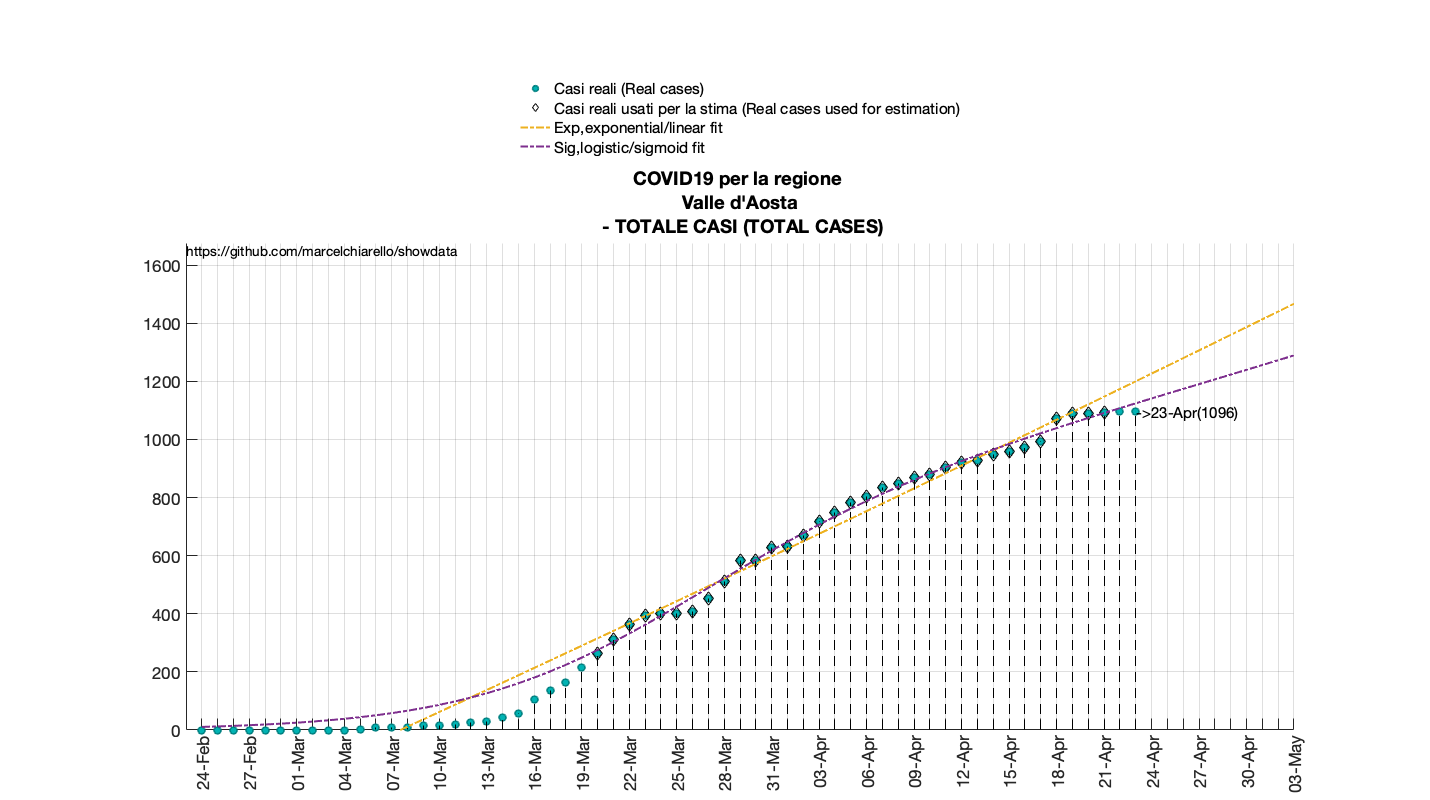 Casi reali (Real cases)
Casi reali usati per la stima (Real cases used for estimation)
Exp,exponential/linear fit
Sig,logistic/sigmoid fit
COVID19 per la regione
Valle d'Aosta
- TOTALE CASI (TOTAL CASES)
https://github.com/marcelchiarello/showdata
1600
1400
1200
1000
800
600
400
200
0
->23-Apr(1096)
24-Feb
27-Feb
01-Mar
04-Mar
07-Mar
10-Mar
13-Mar
16-Mar
19-Mar
22-Mar
25-Mar
28-Mar
31-Mar
03-Apr
06-Apr
09-Apr
12-Apr
15-Apr
18-Apr
21-Apr
24-Apr
27-Apr
30-Apr
03-May